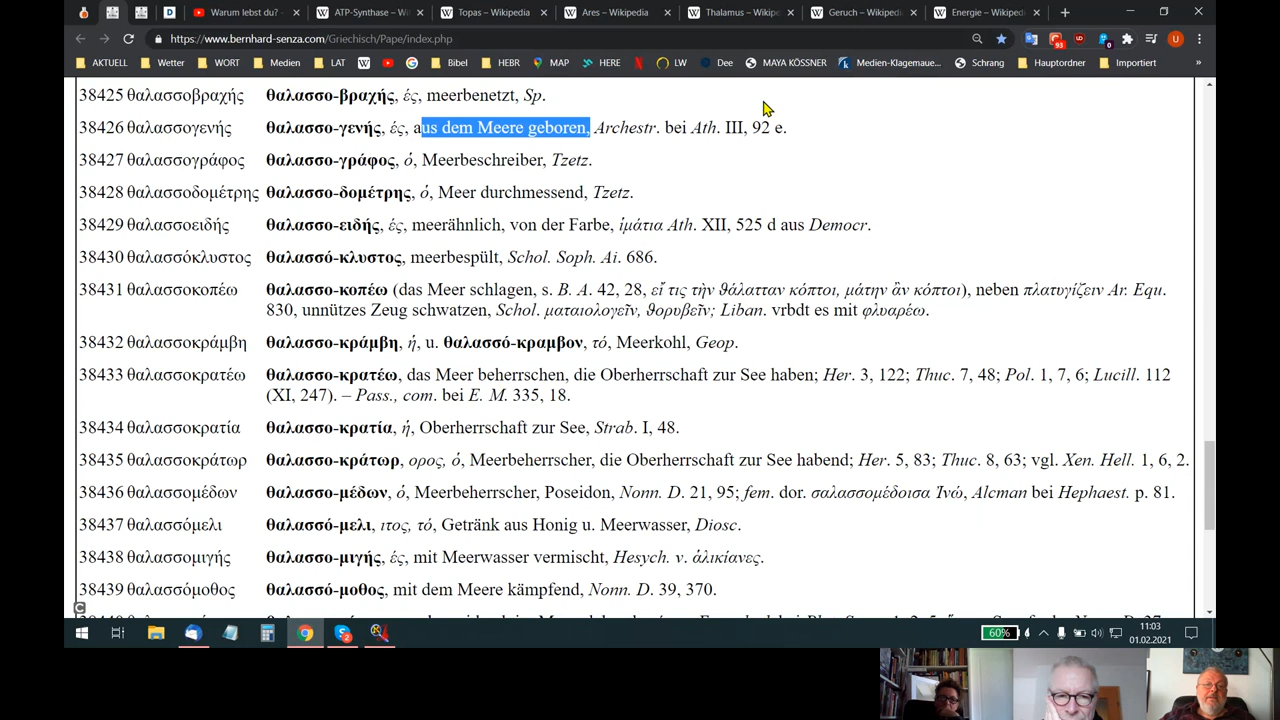 Warum lebst du? -
ATP-Synthase – Wi
Topas – Wikipedia
Ares – Wikipedia
Thalamus – Wikipe
Geruch – Wikipedi
Energie – Wikipedi
https://www.bernhard-senza.com/Griechisch/Pape/index.php
AKTUELL Wetter WORT Medien LAT Bibel HEBR MAP HERE LW Dee MAYA KÖSSNER Medien-Klagemaue... Schrang Hauptordner Importiert
38425 θαλασσοβραχής θαλασσο-βραχής, ές, meerbenetzt, Sp.
38426 θαλασσογενής θαλασσο-γενής, ές, aus dem Meere geboren, Archestr. bei Ath. III, 92 e.
38427 θαλασσογράφος θαλασσο-γράφος, ὁ, Meerbeschreiber, Tzetz.
38428 θαλασσοδομέτρης θαλασσο-δομέτρης, ὁ, Meer durchmessend, Tzetz.
38429 θαλασσοειδής θαλασσο-ειδής, ές, meerähnlich, von der Farbe, ἱμάτια Ath. XII, 525 d aus Democr.
38430 θαλασσόκλυστος θαλασσό-κλυστος, meerbespült, Schol. Soph. Ai. 686.
38431 θαλασσοκοπέω θαλασσο-κοπέω (das Meer schlagen, s. B. A. 42, 28, εἴ τις τὴν ϑάλατταν κόπτοι, μάτην ἂν κόπτοι), neben πλατυγίζειν Ar. Equ.
830, unnützes Zeug schwatzen, Schol. ματαιολογεῖν, ϑορυβεῖν; Liban. vrbdt es mit φλυαρέω.
38432 θαλασσοκράμβη θαλασσο-κράμβη, ἡ, u. θαλασσό-κραμβον, τό, Meerkohl, Geop.
38433 θαλασσοκρατέω θαλασσο-κρατέω, das Meer beherrschen, die Oberherrschaft zur See haben; Her. 3, 122; Thuc. 7, 48; Pol. 1, 7, 6; Lucill. 112
(XI, 247). – Pass., com. bei E. M. 335, 18.
38434 θαλασσοκρατία θαλασσο-κρατία, ἡ, Oberherrschaft zur See, Strab. I, 48.
38435 θαλασσοκράτωρ θαλασσο-κράτωρ, ορος, ὁ, Meerbeherrscher, die Oberherrschaft zur See habend; Her. 5, 83; Thuc. 8, 63; vgl. Xen. Hell. 1, 6, 2.
38436 θαλασσομέδων θαλασσο-μέδων, ὁ, Meerbeherrscher, Poseidon, Nonn. D. 21, 95; fem. dor. σαλασσομέδοισα Ἰνώ, Alcman bei Hephaest. p. 81.
38437 θαλασσόμελι θαλασσό-μελι, ιτος, τό, Getränk aus Honig u. Meerwasser, Diosc.
38438 θαλασσομιγής θαλασσο-μιγής, ές, mit Meerwasser vermischt, Hesych. v. ἁλικίανες.
38439 θαλασσόμοθος θαλασσό-μοθος, mit dem Meere kämpfend, Nonn. D. 39, 370.
60%
11:03
01.02.2021